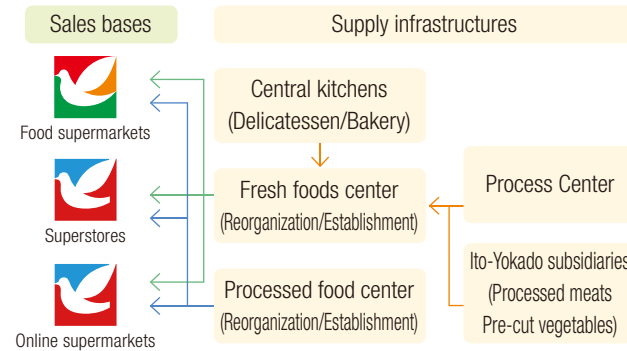 Sales bases
Supply infrastructures
Food supermarkets
Superstores
Online supermarkets
Central kitchens
(Delicatessen/Bakery)
Fresh foods center
(Reorganization/Establishment)
Processed food center
(Reorganization/Establishment)
Process Center
Ito-Yokado subsidiaries
(Processed meats
Pre-cut vegetables)